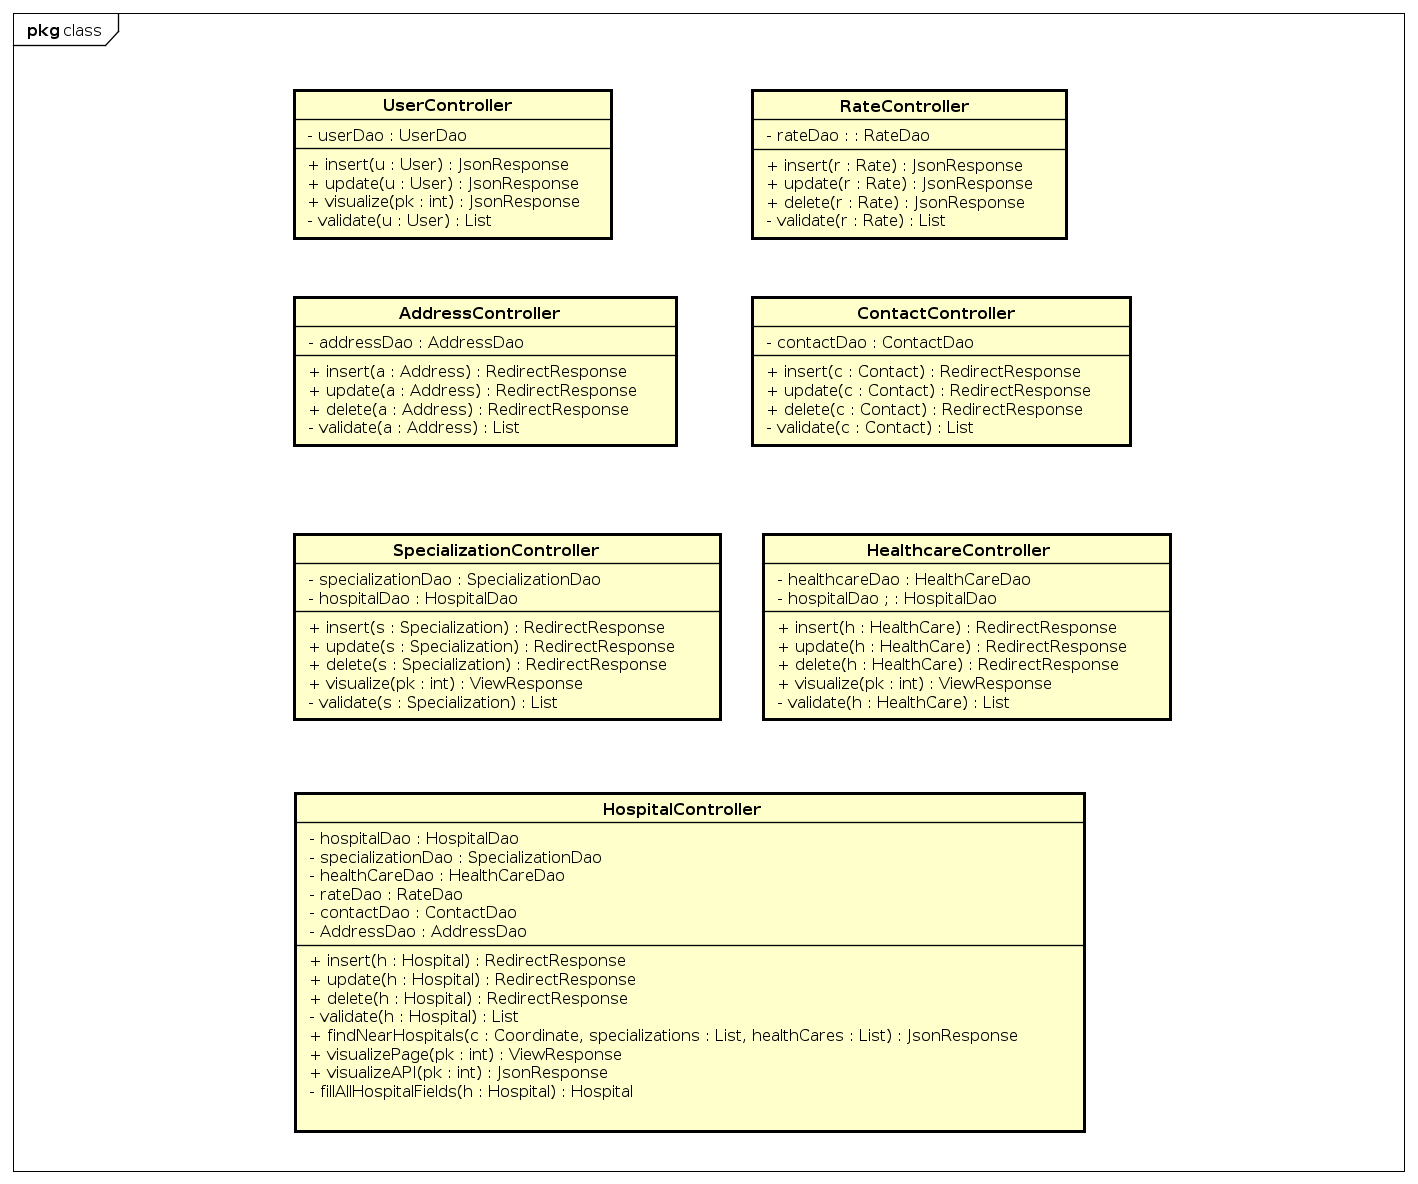 pkg class
UserController
- userDao : UserDao
+ insert(u : User) : JsonResponse
+ update(u : User) : JsonResponse
+ visualize(pk : int) : JsonResponse
- validate(u : User) : List
RateController
- rateDao : : RateDao
+ insert(r : Rate) : JsonResponse
+ update(r : Rate) : JsonResponse
+ delete(r : Rate) : JsonResponse
- validate(r : Rate) : List
AddressController
- addressDao : AddressDao
+ insert(a : Address) : RedirectResponse
+ update(a : Address) : RedirectResponse
+ delete(a : Address) : RedirectResponse
- validate(a : Address) : List
ContactController
- contactDao : ContactDao
+ insert(c : Contact) : RedirectResponse
+ update(c : Contact) : RedirectResponse
+ delete(c : Contact) : RedirectResponse
- validate(c : Contact) : List
SpecializationController
- specializationDao : SpecializationDao
- hospitalDao : HospitalDao
+ insert(s : Specialization) : RedirectResponse
+ update(s : Specialization) : RedirectResponse
+ delete(s : Specialization) : RedirectResponse
+ visualize(pk : int) : ViewResponse
- validate(s : Specialization) : List
HealthcareController
- healthcareDao : HealthCareDao
- hospitalDao ; : HospitalDao
+ insert(h : HealthCare) : RedirectResponse
+ update(h : HealthCare) : RedirectResponse
+ delete(h : HealthCare) : RedirectResponse
+ visualize(pk : int) : ViewResponse
- validate(h : HealthCare) : List
HospitalController
- hospitalDao : HospitalDao
- specializationDao : SpecializationDao
- healthCareDao : HealthCareDao
- rateDao : RateDao
- contactDao : ContactDao
- AddressDao : AddressDao
+ insert(h : Hospital) : RedirectResponse
+ update(h : Hospital) : RedirectResponse
+ delete(h : Hospital) : RedirectResponse
- validate(h : Hospital) : List
+ findNearHospitals(c : Coordinate, specializations : List, healthCares : List) : JsonResponse
+ visualizePage(pk : int) : ViewResponse
+ visualizeAPI(pk : int) : JsonResponse
- fillAllHospitalFields(h : Hospital) : Hospital